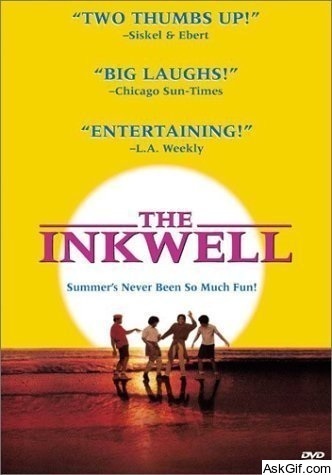 “TWO THUMBS UP!”
–Siskel & Ebert
“BIG LAUGHS!”
–Chicago Sun-Times
“ENTERTAINING!”
–L.A. Weekly
THE
INKWELL
Summer's Never Been So Much Fun!
DVD
AskGif.com